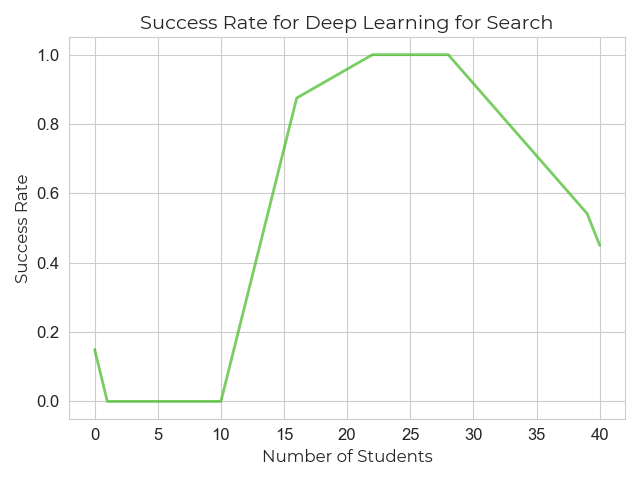 Success Rate for Deep Learning for Search
1.0
0.8
0.6
0.4
0.2
0.0
Success Rate
0 5 10 15 20 25 30 35 40
Number of Students